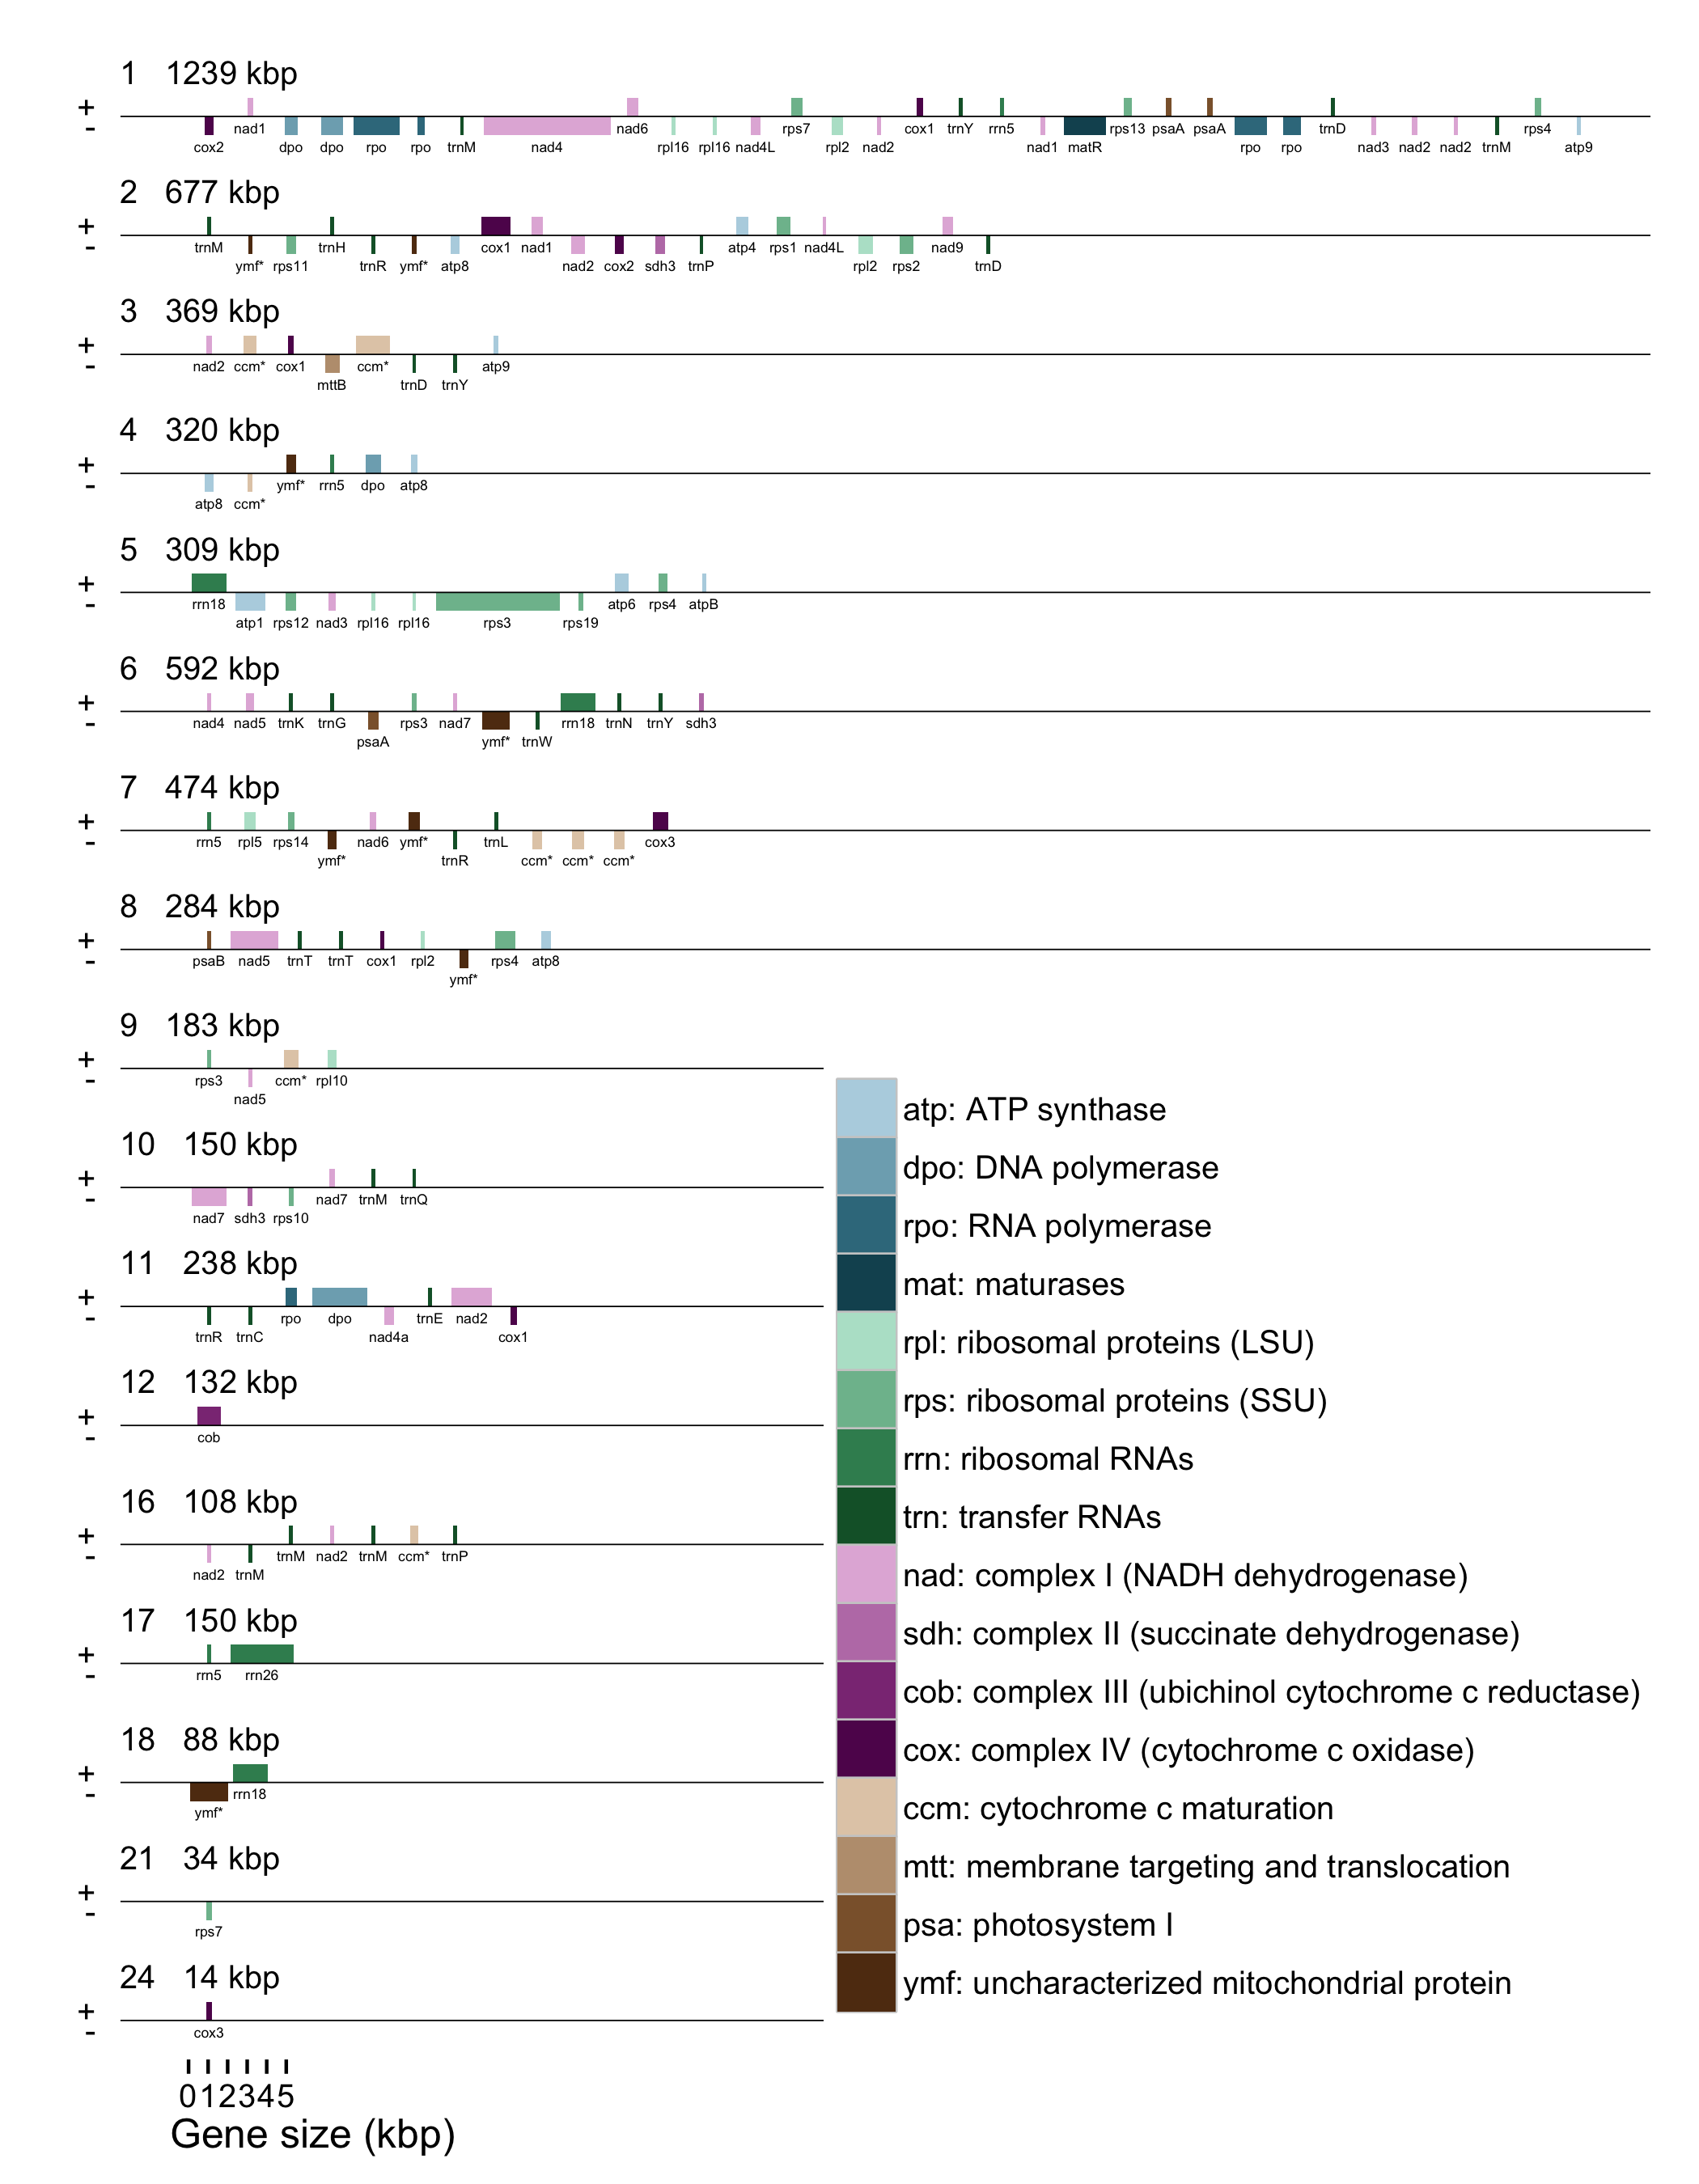 1 1239 kbp
+
-
nad1 nad6 rps7 cox1 trnY rrn5 rps13 psaA psaA trnD rps4
cox2 dpo dpo rpo rpo trnM nad4 rpl16 rpl16 nad4L rpl2 nad2 nad1 matR rpo rpo nad3 nad2 nad2 trnM atp9
2 677 kbp
+
-
trnM trnH cox1 nad1 atp4 rps1 nad4L nad9
ymf* rps11 trnR ymf* atp8 nad2 cox2 sdh3 trnP rpl2 rps2 trnD
3 369 kbp
+
-
nad2 ccm* cox1 ccm* atp9
mttB trnD trnY
4 320 kbp
+
-
ymf* rrn5 dpo atp8
atp8 ccm*
5 309 kbp
+
-
rrn18 atp6 rps4 atpB
atp1 rps12 nad3 rpl16 rpl16 rps3 rps19
6 592 kbp
+
-
nad4 nad5 trnK trnG rps3 nad7 rrn18 trnN trnY sdh3
psaA ymf* trnW
7 474 kbp
+
-
rrn5 rpl5 rps14 nad6 ymf* trnL cox3
ymf* trnR ccm* ccm* ccm*
8 284 kbp
+
-
psaB nad5 trnT trnT cox1 rpl2 rps4 atp8
ymf*
9 183 kbp
+
-
rps3 ccm* rpl10
nad5
10 150 kbp
+
-
nad7 trnM trnQ
nad7 sdh3 rps10
11 238 kbp
+
-
rpo dpo trnE nad2
trnR trnC nad4a cox1
12 132 kbp
+
-
cob
16 108 kbp
+
-
trnM nad2 trnM ccm* trnP
nad2 trnM
17 150 kbp
+
-
rrn5 rrn26
18 88 kbp
+
-
rrn18
ymf*
21 34 kbp
+
-
rps7
24 14 kbp
+
-
cox3
0 1 2 3 4 5
Gene size (kbp)
atp: ATP synthase
dpo: DNA polymerase
rpo: RNA polymerase
mat: maturases
rpl: ribosomal proteins (LSU)
rps: ribosomal proteins (SSU)
rrn: ribosomal RNAs
trn: transfer RNAs
nad: complex I (NADH dehydrogenase)
sdh: complex II (succinate dehydrogenase)
cob: complex III (ubichinol cytochrome c reductase)
cox: complex IV (cytochrome c oxidase)
ccm: cytochrome c maturation
mtt: membrane targeting and translocation
psa: photosystem I
ymf: uncharacterized mitochondrial protein